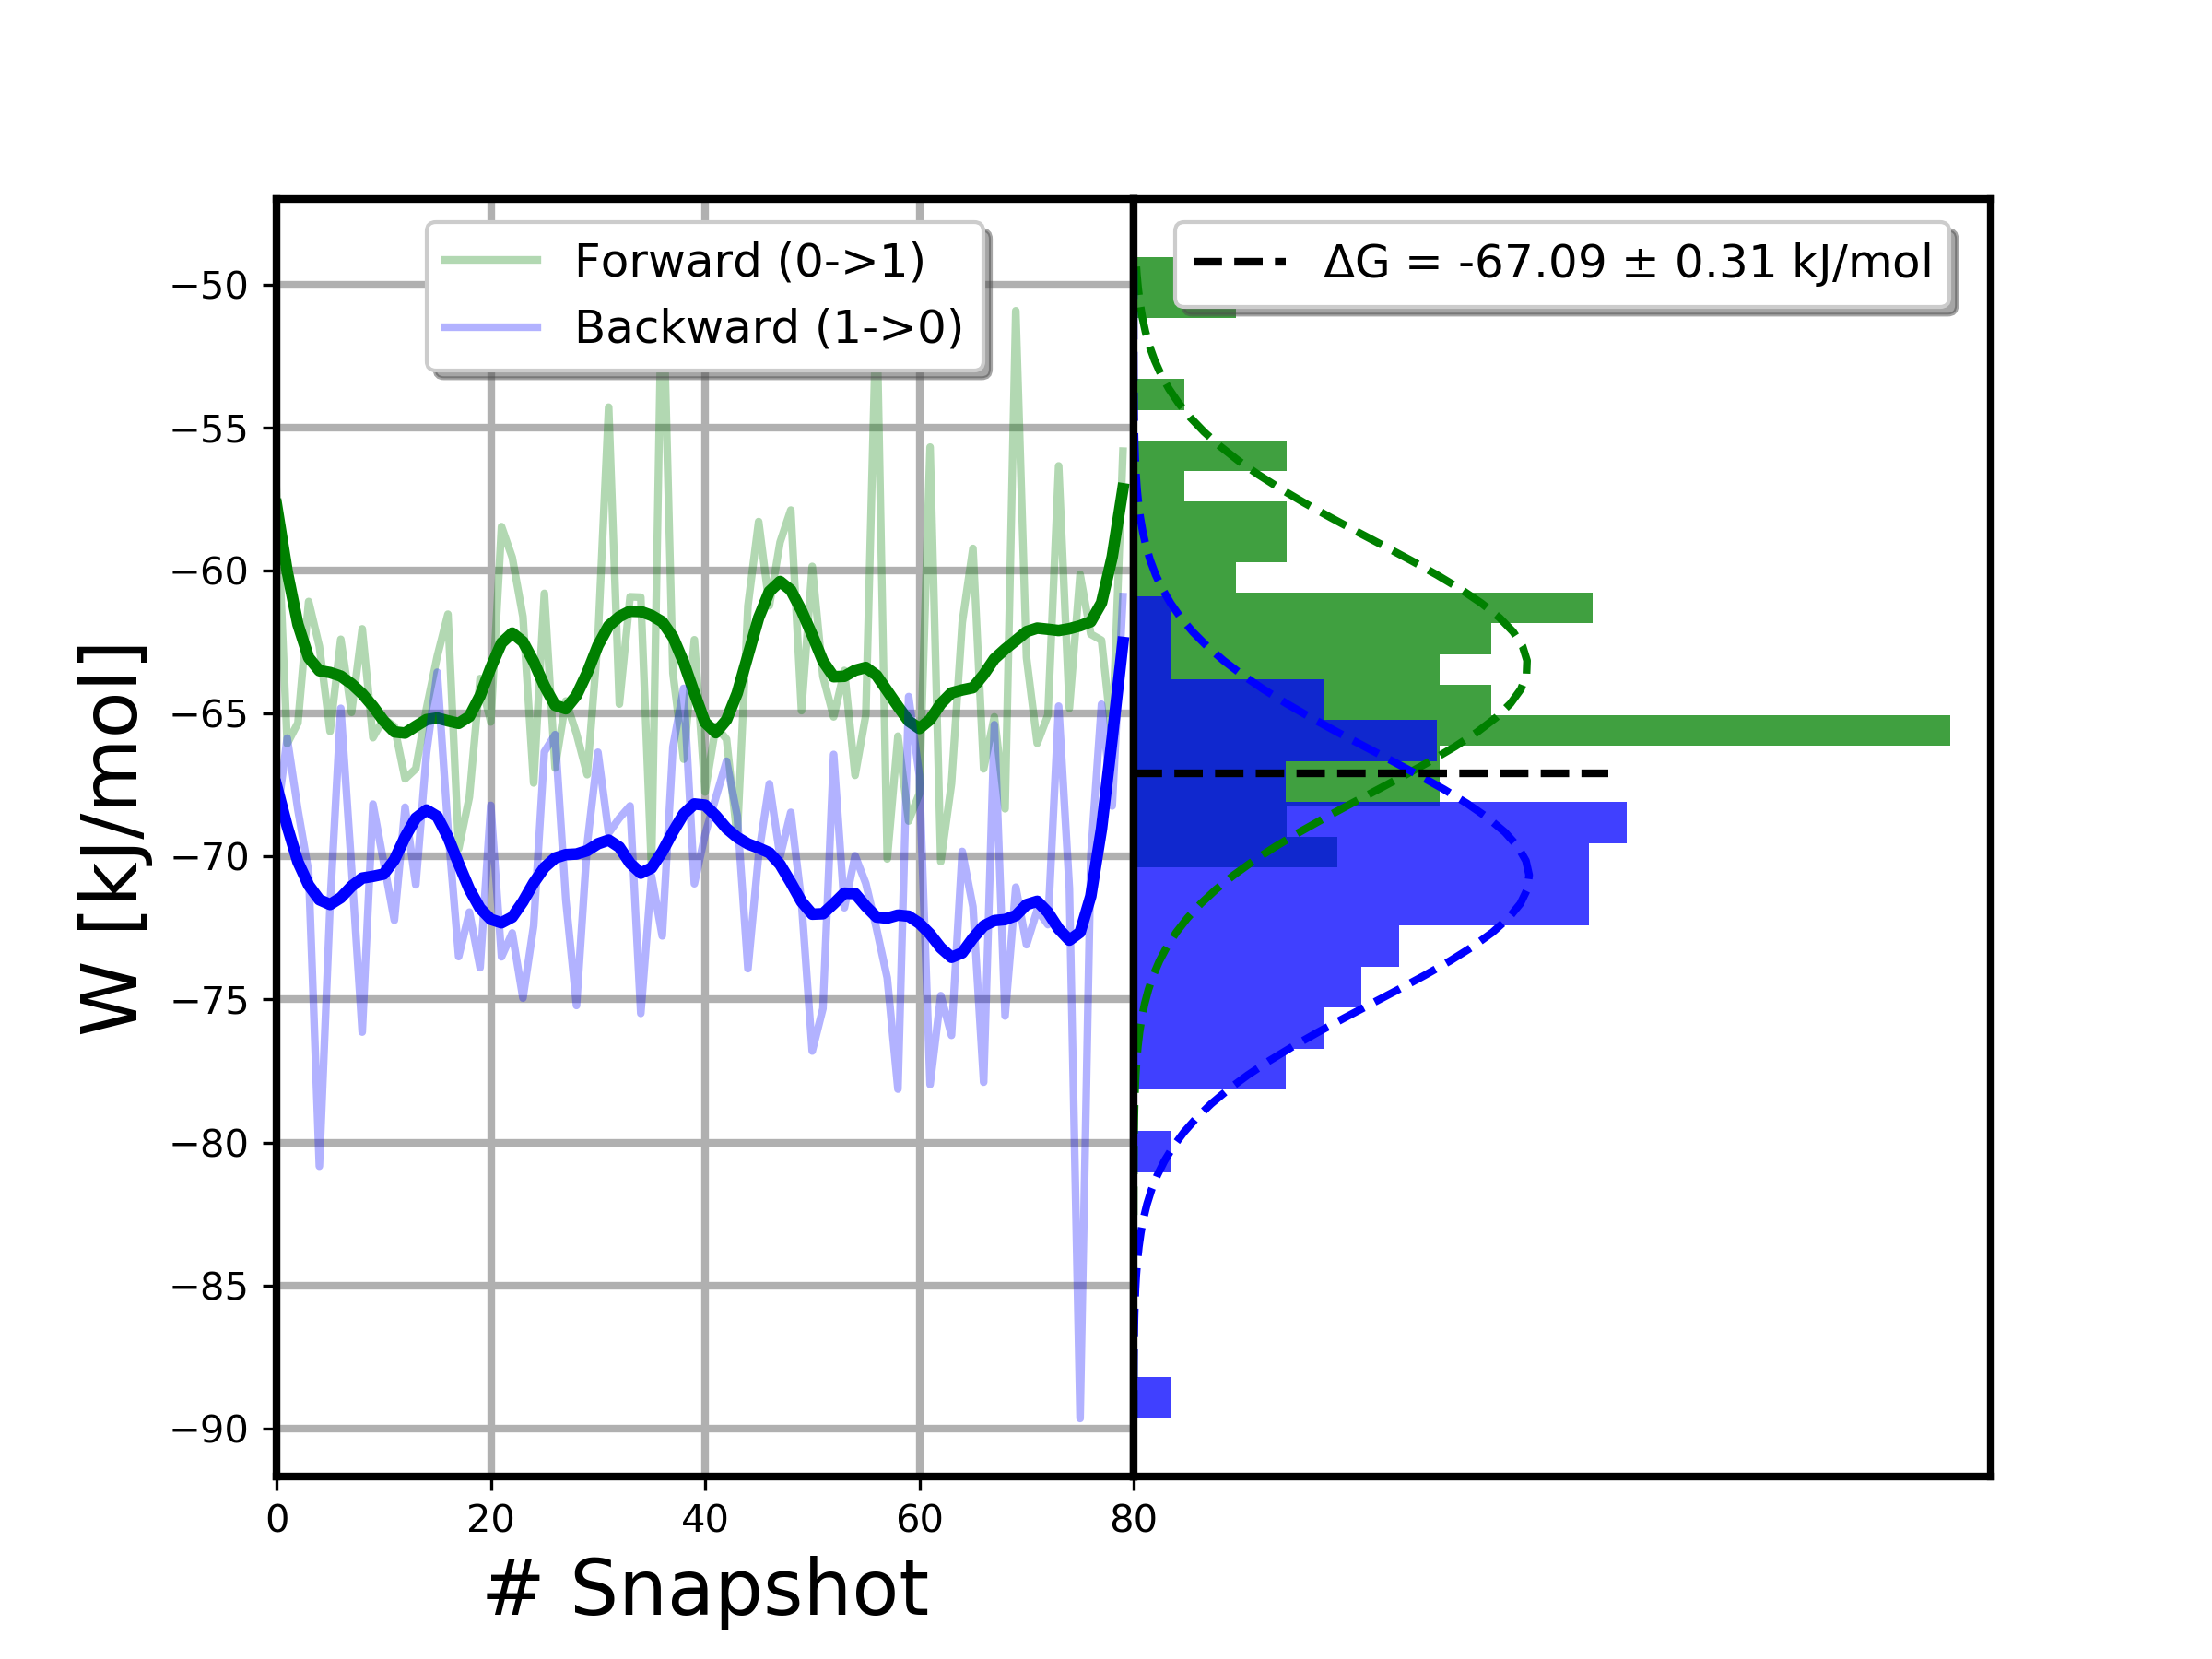 Forward (0->1)
Backward (1->0)
ΔG = -67.09 ± 0.31 kJ/mol
W [kJ/mol]
−50
−55
−60
−65
−70
−75
−80
−85
−90
0 20 40 60 80
# Snapshot